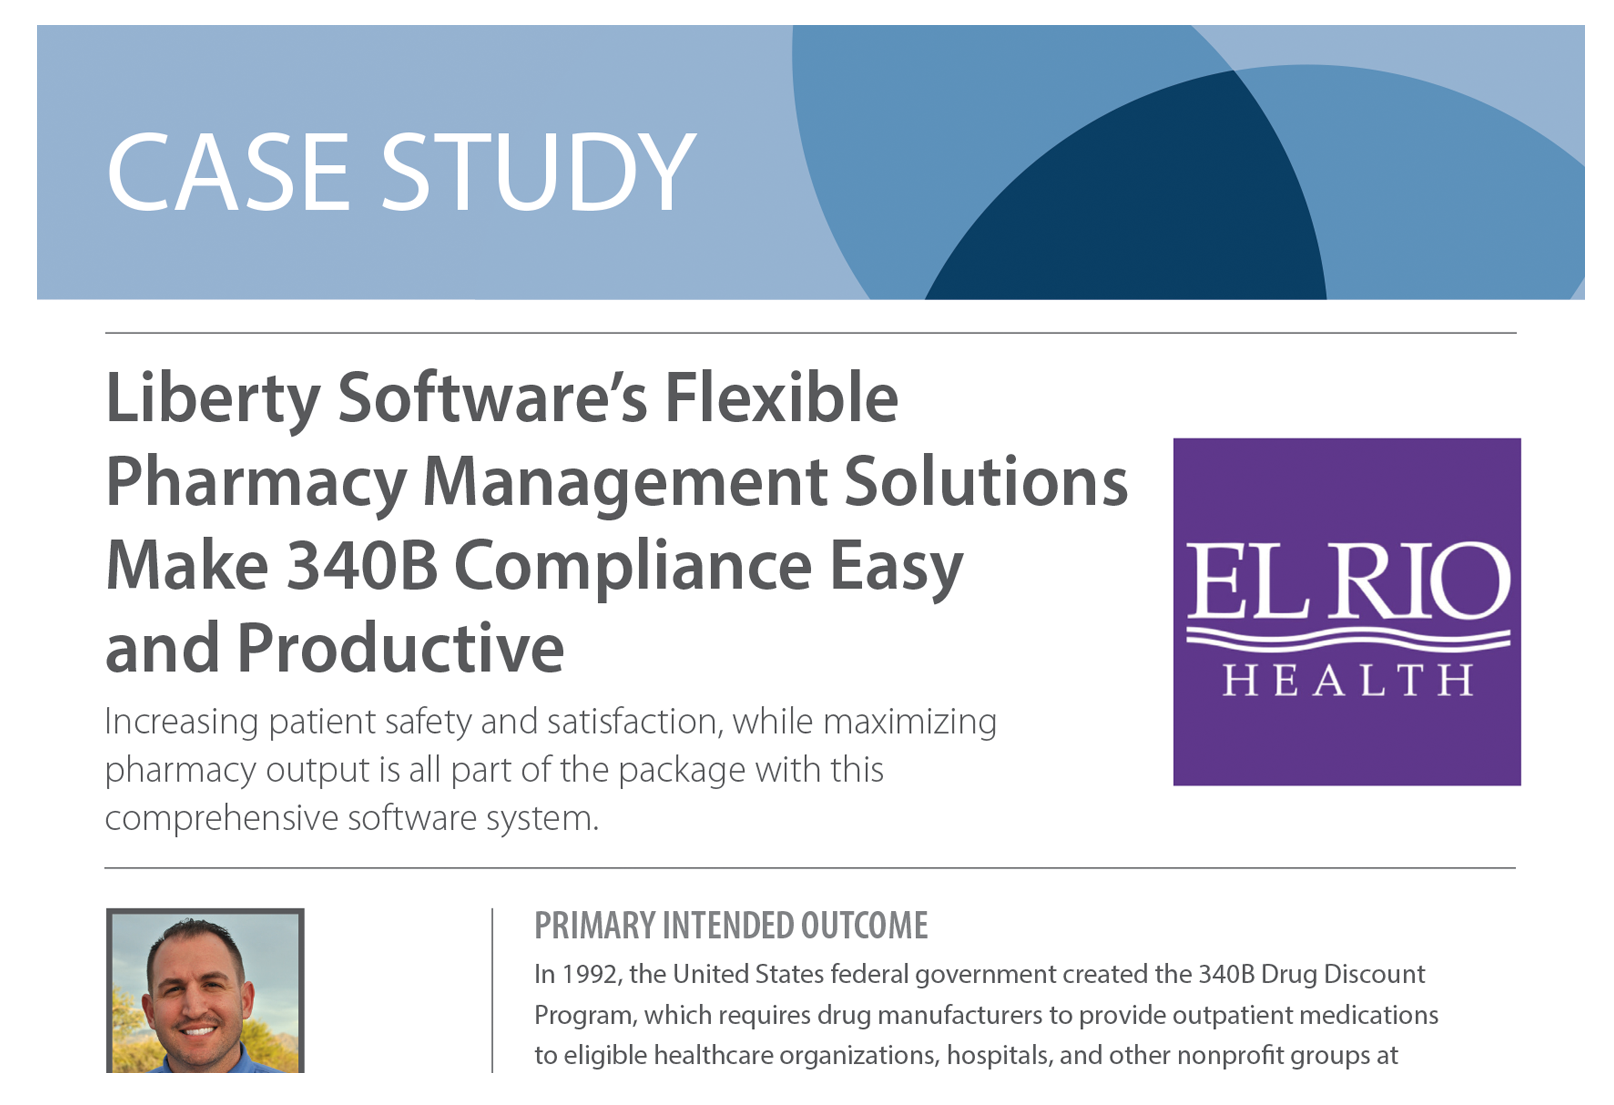 CASE STUDY
Liberty Software’s Flexible
Pharmacy Management Solutions
Make 340B Compliance Easy
and Productive
Increasing patient safety and satisfaction, while maximizing
pharmacy output is all part of the package with this
comprehensive software system.
EL RIO
HEALTH
PRIMARY INTENDED OUTCOME
In 1992, the United States federal government created the 340B Drug Discount
Program, which requires drug manufacturers to provide outpatient medications
to eligible healthcare organizations, hospitals, and other nonprofit groups at